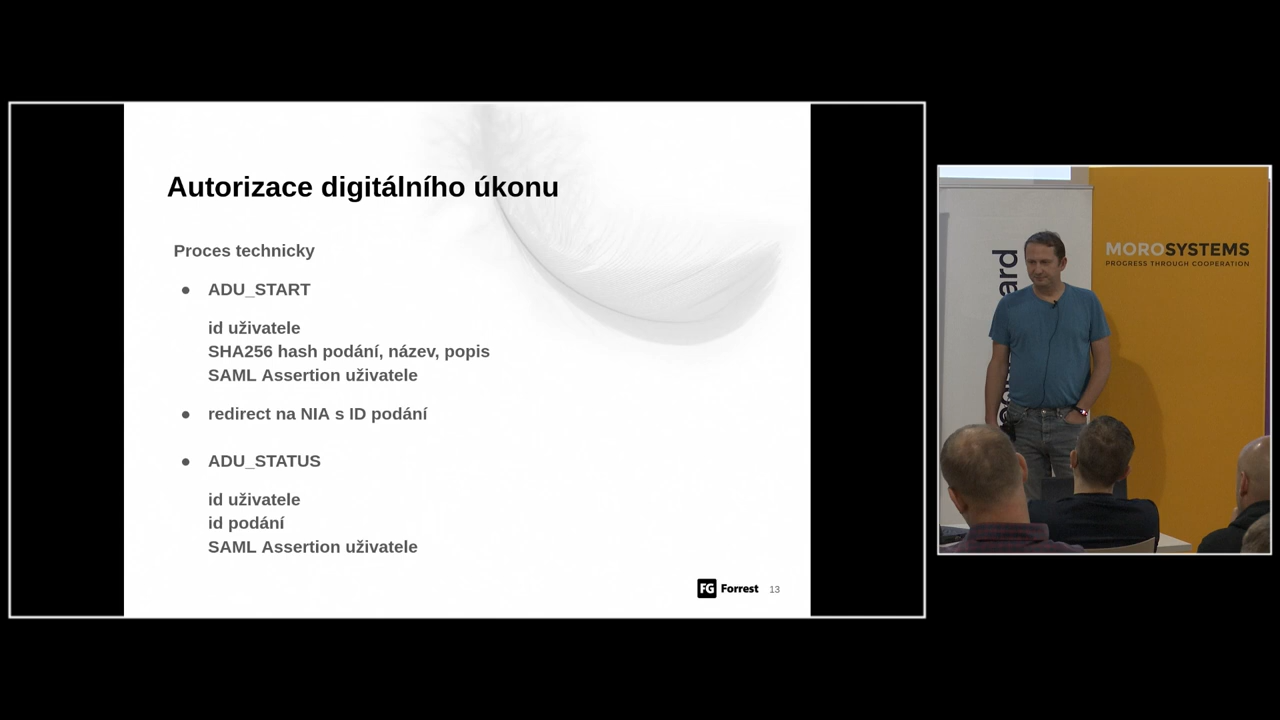 Autorizace digitálního úkonu
Proces technicky
● ADU_START
id uživatele
SHA256 hash podání, název, popis
SAML Assertion uživatele
● redirect na NIA s ID podání
● ADU_STATUS
id uživatele
id podání
SAML Assertion uživatele
FG Forrest 13
MOROSYSTEMS
PROGRESS THROUGH COOPERATION